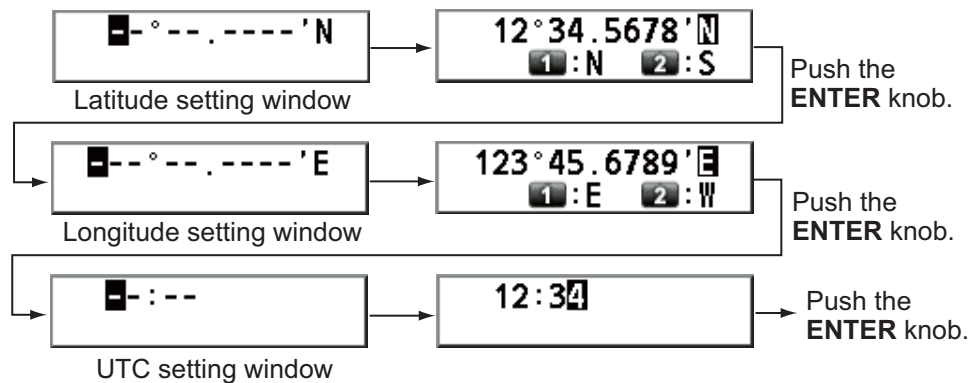 --°--.----'N
12°34.5678'N
1:N 2:S
Latitude setting window
Push the
ENTER knob.
---°--.----'E
123°45.6789'E
1:E 2:W
Longitude setting window
Push the
ENTER knob.
--:--
12:34
UTC setting window
Push the
ENTER knob.